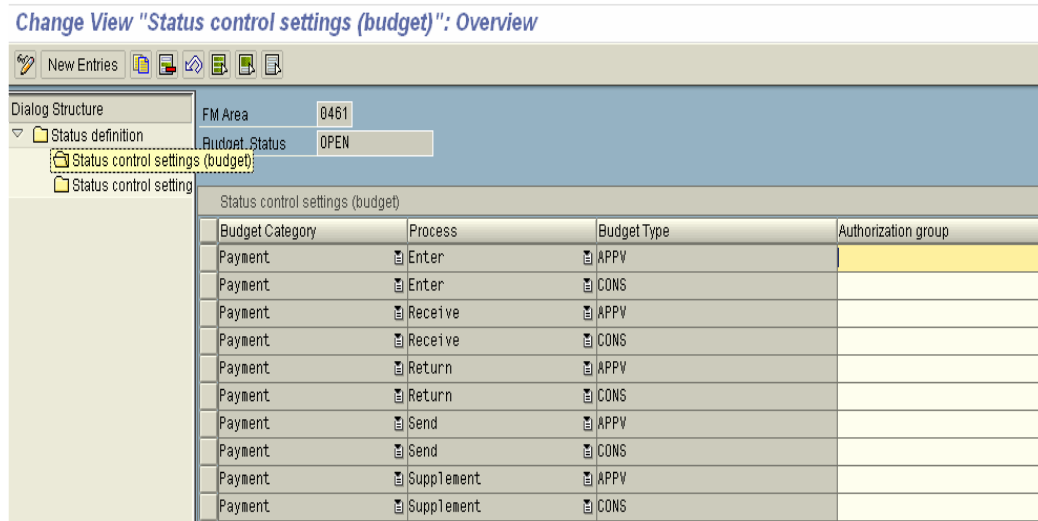 Change View "Status control settings (budget)": Overview
New Entries
Dialog Structure
Status definition
Status control settings (budget)
Status control setting
FM Area 0461
Budget Status OPEN
Status control settings (budget)
Budget Category Process Budget Type Authorization group
Payment Enter APPV
Payment Enter CONS
Payment Receive APPV
Payment Receive CONS
Payment Return APPV
Payment Return CONS
Payment Send APPV
Payment Send CONS
Payment Supplement APPV
Payment Supplement CONS